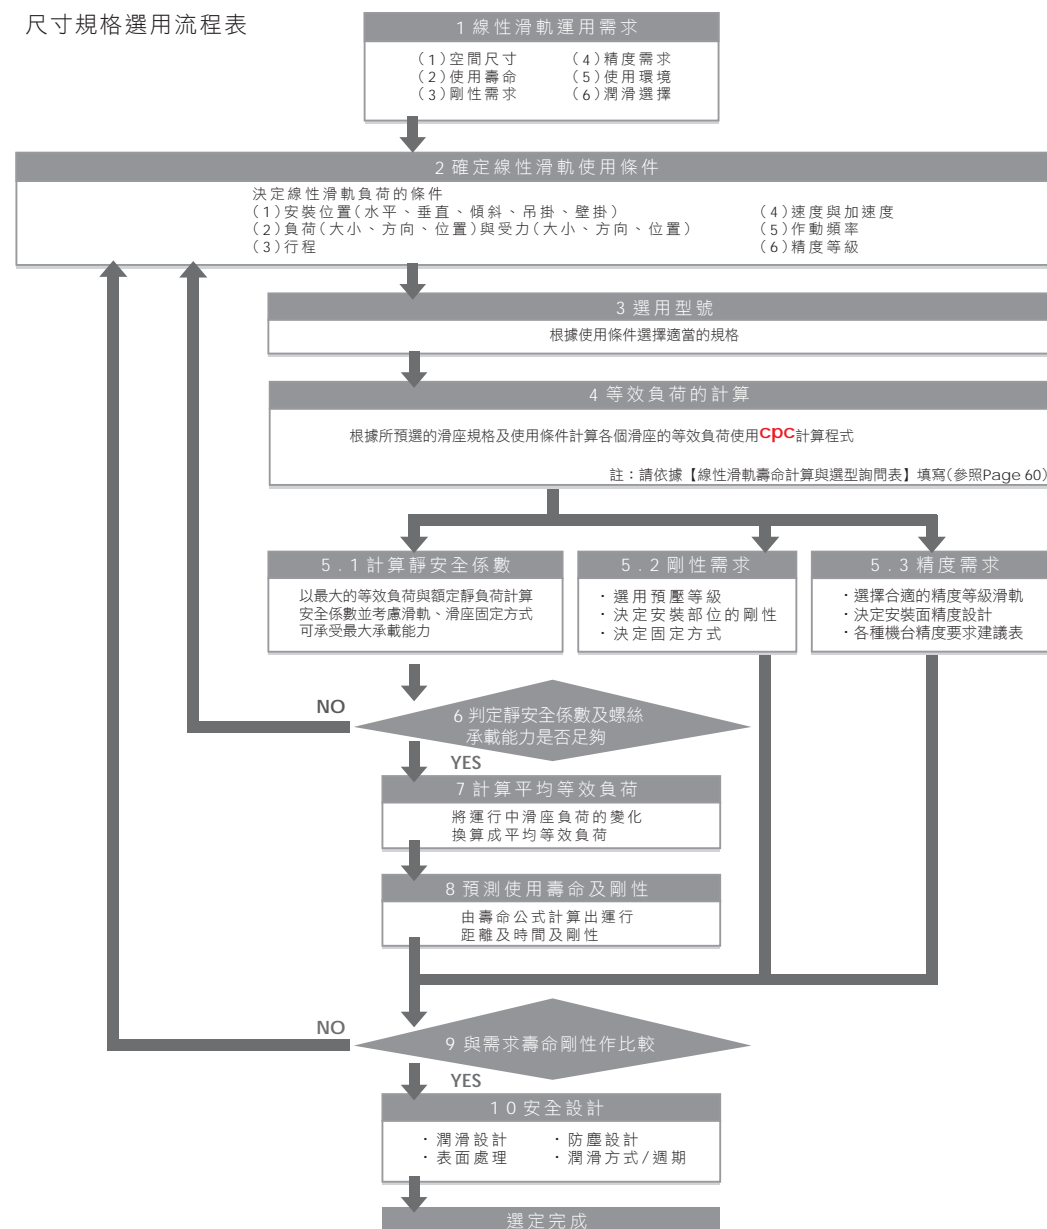 尺寸規格選用流程表
1 線性滑軌運用需求
(1)空間尺寸 (4)精度需求
(2)使用壽命 (5)使用環境
(3)剛性需求 (6)潤滑選擇
2 確定線性滑軌使用條件
決定線性滑軌負荷的條件
(1)安裝位置(水平、垂直、傾斜、吊掛、壁掛) (4)速度與加速度
(2)負荷(大小、方向、位置)與受力(大小、方向、位置) (5)作動頻率
(3)行程 (6)精度等級
3 選用型號
根據使用條件選擇適當的規格
4 等效負荷的計算
根據所預選的滑座規格及使用條件計算各個滑座的等效負荷使用cpc計算程式
註：請依據【線性滑軌壽命計算與選型詢問表】填寫(參照Page 60)
5.1 計算靜安全係數
以最大的等效負荷與額定靜負荷計算
安全係數並考慮滑軌、滑座固定方式
可承受最大承載能力
5.2 剛性需求
・選用預壓等級
・決定安裝部位的剛性
・決定固定方式
5.3 精度需求
・選擇合適的精度等級滑軌
・決定安裝面精度設計
・各種機台精度要求建議表
NO
6 判定靜安全係數及螺絲
承載能力是否足夠
YES
7 計算平均等效負荷
將運行中滑座負荷的變化
換算成平均等效負荷
8 預測使用壽命及剛性
由壽命公式計算出運行
距離及時間及剛性
NO
9 與需求壽命剛性作比較
YES
10 安全設計
・潤滑設計 ・防塵設計
・表面處理 ・潤滑方式/週期
選定完成